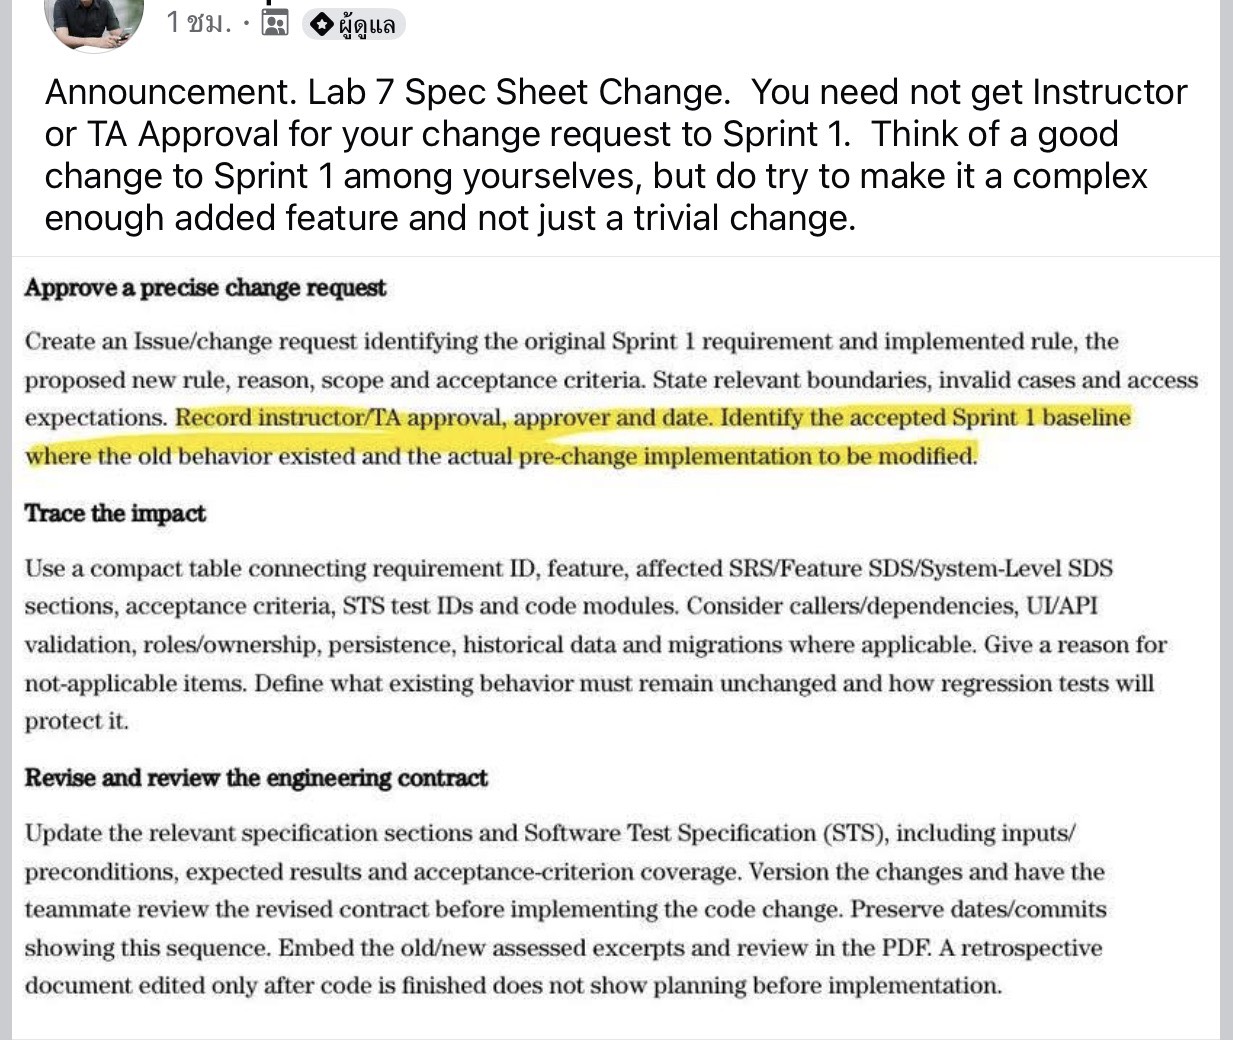 1 ชม. · ผู้ดูแล
Announcement. Lab 7 Spec Sheet Change.  You need not get Instructor
or TA Approval for your change request to Sprint 1.  Think of a good
change to Sprint 1 among yourselves, but do try to make it a complex
enough added feature and not just a trivial change.
Approve a precise change request
Create an Issue/change request identifying the original Sprint 1 requirement and implemented rule, the
proposed new rule, reason, scope and acceptance criteria. State relevant boundaries, invalid cases and access
expectations. Record instructor/TA approval, approver and date. Identify the accepted Sprint 1 baseline
where the old behavior existed and the actual pre-change implementation to be modified.
Trace the impact
Use a compact table connecting requirement ID, feature, affected SRS/Feature SDS/System-Level SDS
sections, acceptance criteria, STS test IDs and code modules. Consider callers/dependencies, UI/API
validation, roles/ownership, persistence, historical data and migrations where applicable. Give a reason for
not-applicable items. Define what existing behavior must remain unchanged and how regression tests will
protect it.
Revise and review the engineering contract
Update the relevant specification sections and Software Test Specification (STS), including inputs/
preconditions, expected results and acceptance-criterion coverage. Version the changes and have the
teammate review the revised contract before implementing the code change. Preserve dates/commits
showing this sequence. Embed the old/new assessed excerpts and review in the PDF. A retrospective
document edited only after code is finished does not show planning before implementation.